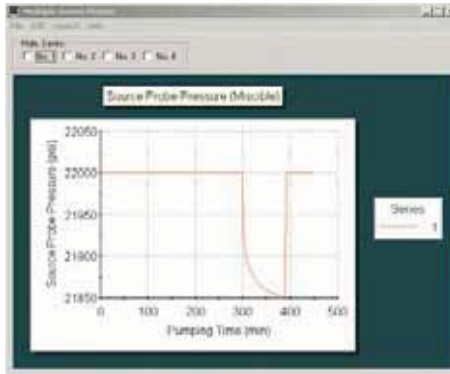 Hide Series
No. 1 No. 2 No. 3 No. 4
Source Probe Pressure (Miscible)
Source Probe Pressure (psi)
22050
22000
21950
21900
21850
0 100 200 300 400 500
Pumping Time (min)
Series
1